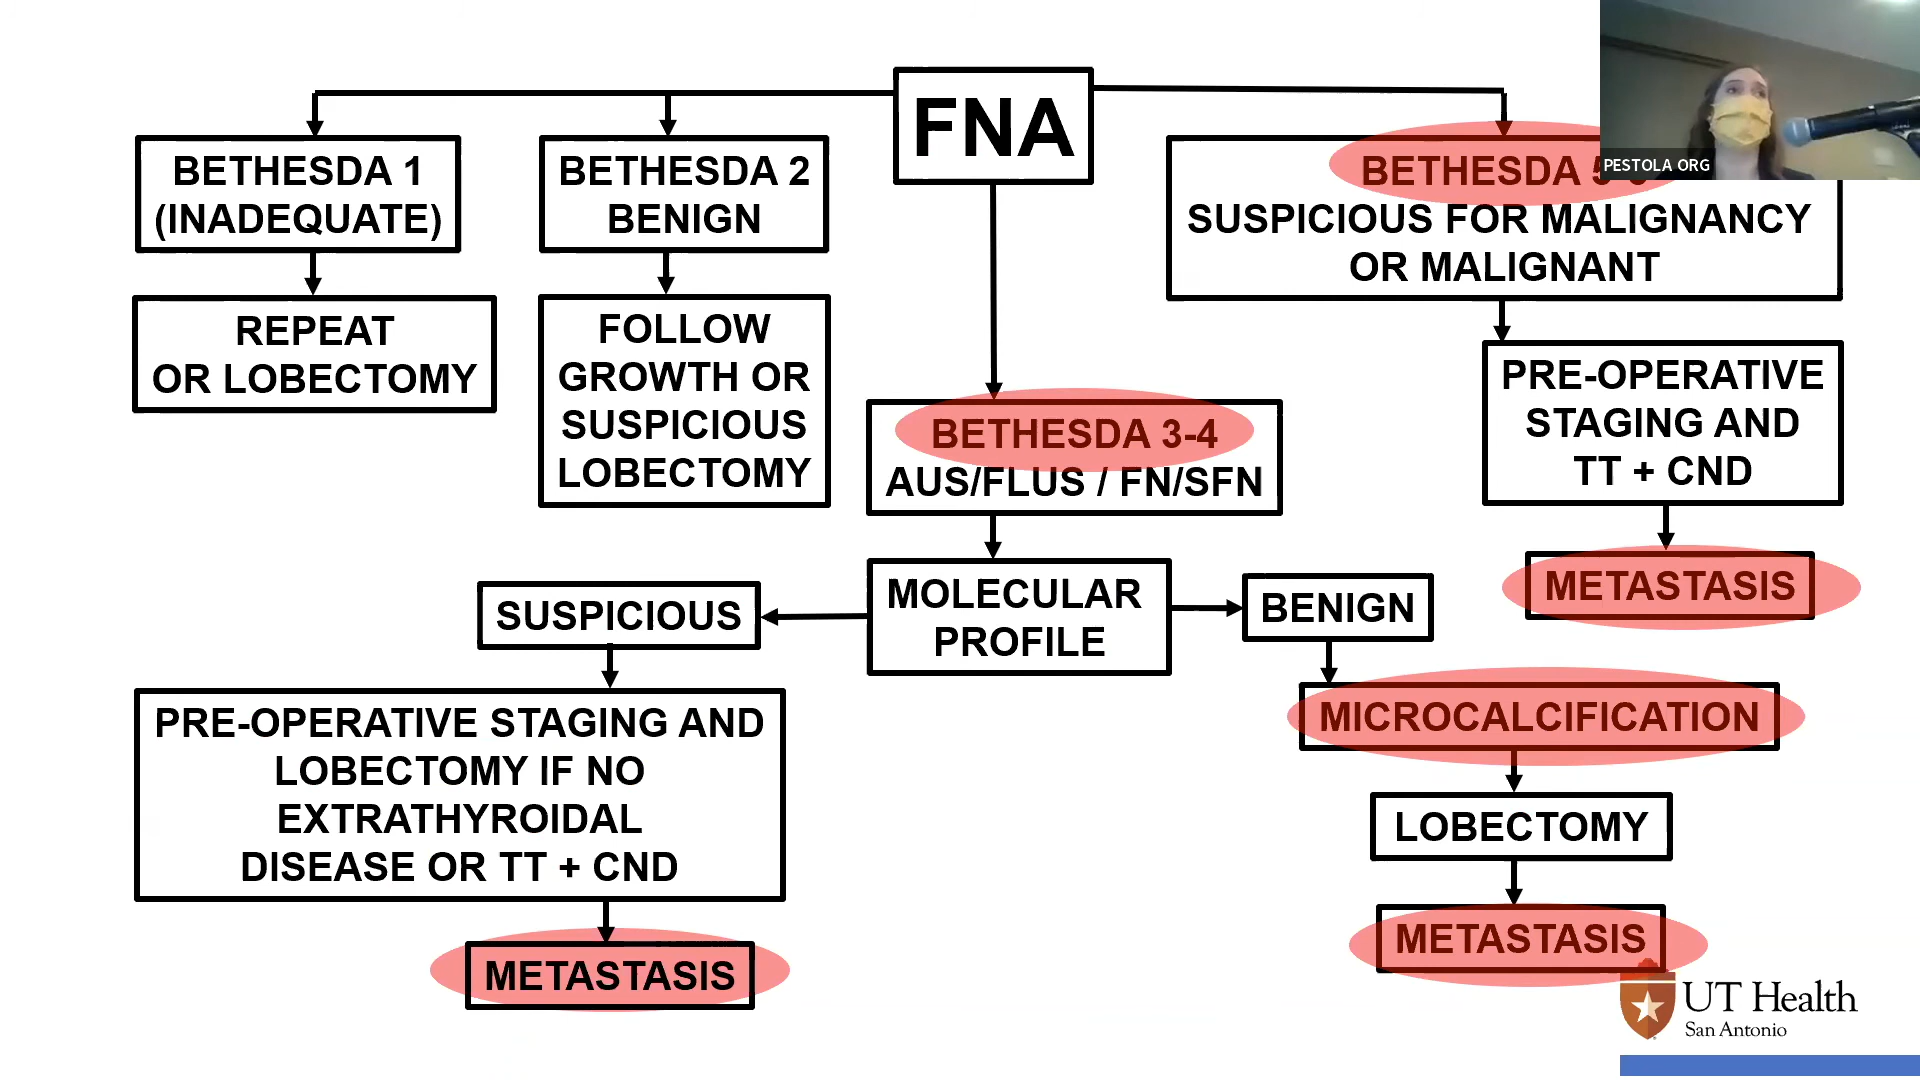 FNA
BETHESDA 1
(INADEQUATE)
REPEAT
OR LOBECTOMY
BETHESDA 2
BENIGN
FOLLOW
GROWTH OR
SUSPICIOUS
LOBECTOMY
BETHESDA
SUSPICIOUS FOR MALIGNANCY
OR MALIGNANT
PESTOLA ORG
PRE-OPERATIVE
STAGING AND
TT + CND
METASTASIS
BETHESDA 3-4
AUS/FLUS / FN/SFN
MOLECULAR
PROFILE
SUSPICIOUS
PRE-OPERATIVE STAGING AND
LOBECTOMY IF NO
EXTRATHYROIDAL
DISEASE OR TT + CND
METASTASIS
BENIGN
MICROCALCIFICATION
LOBECTOMY
METASTASIS
UT Health
San Antonio